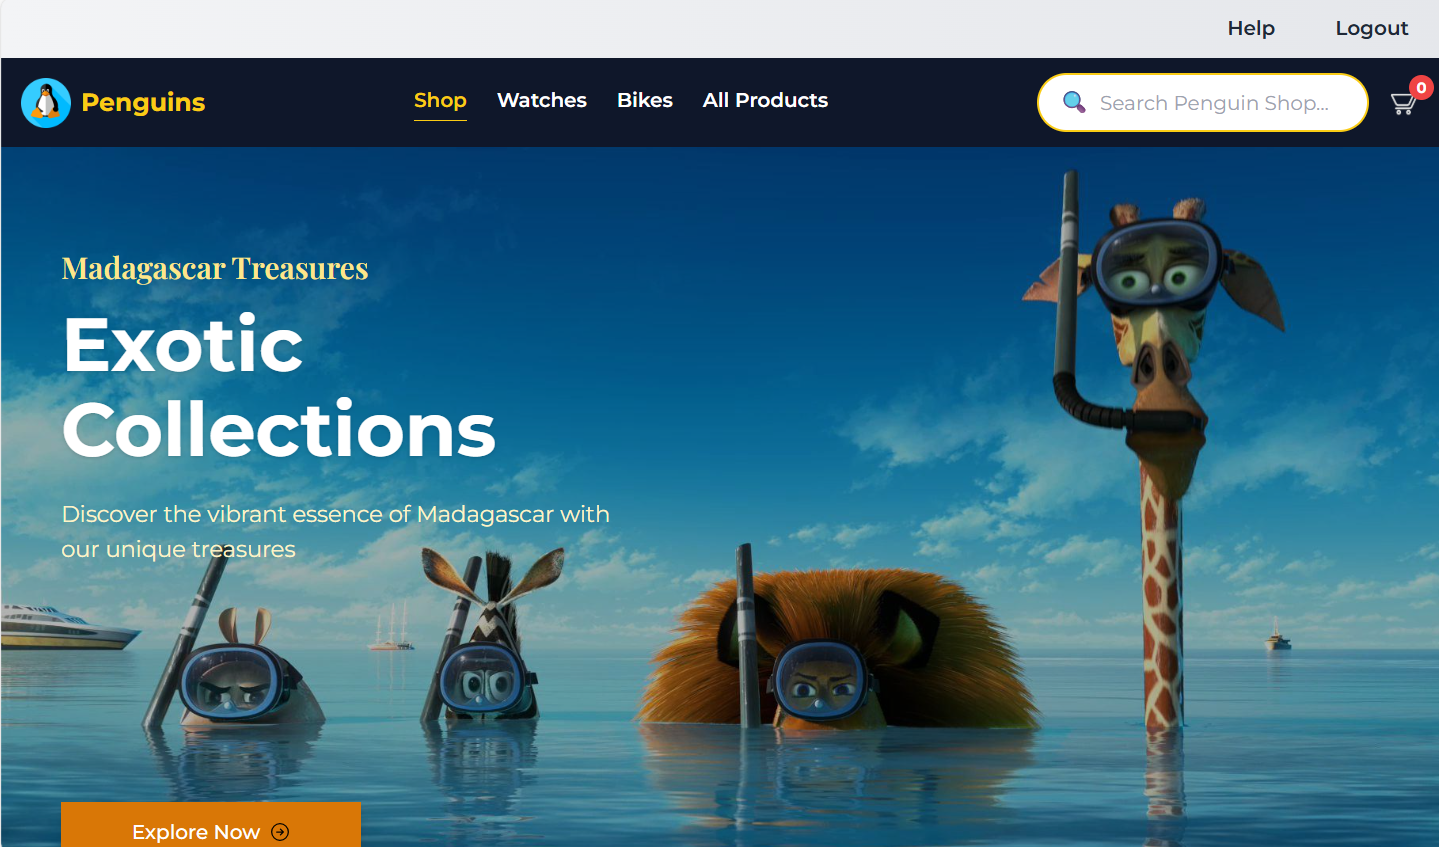 Help
Logout
Penguins
Shop
Watches
Bikes
All Products
Search Penguin Shop...
0
Madagascar Treasures
Exotic
Collections
Discover the vibrant essence of Madagascar with
our unique treasures
Explore Now